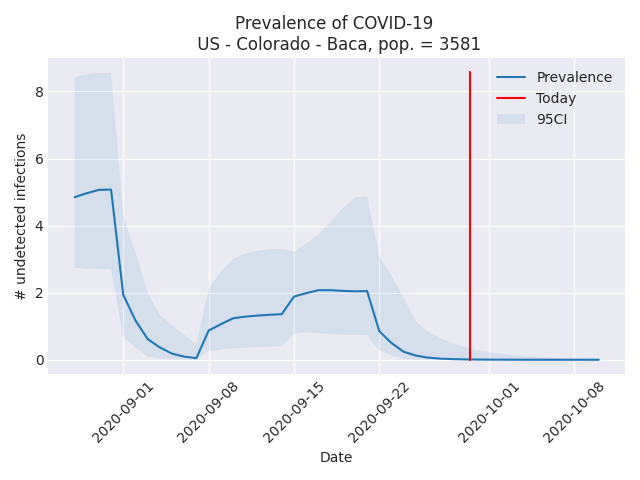 Prevalence of COVID-19
US - Colorado - Baca, pop. = 3581
Prevalence
Today
95CI
8
6
4
2
0
# undetected infections
2020-09-01
2020-09-08
2020-09-15
2020-09-22
2020-10-01
2020-10-08
Date